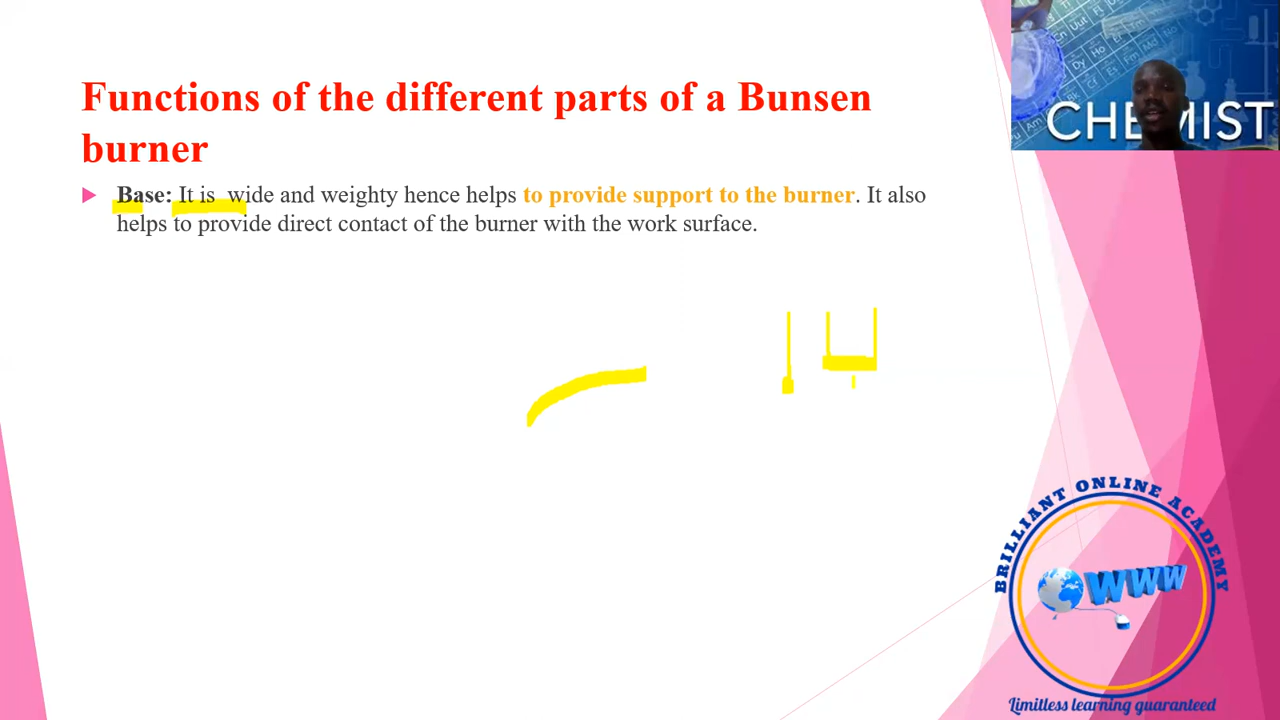 Functions of the different parts of a Bunsen
burner
Base: It is wide and weighty hence helps to provide support to the burner. It also
helps to provide direct contact of the burner with the work surface.
CHEMIST
BRILLIANT ONLINE ACADEMY
WWW
Limitless learning guaranteed